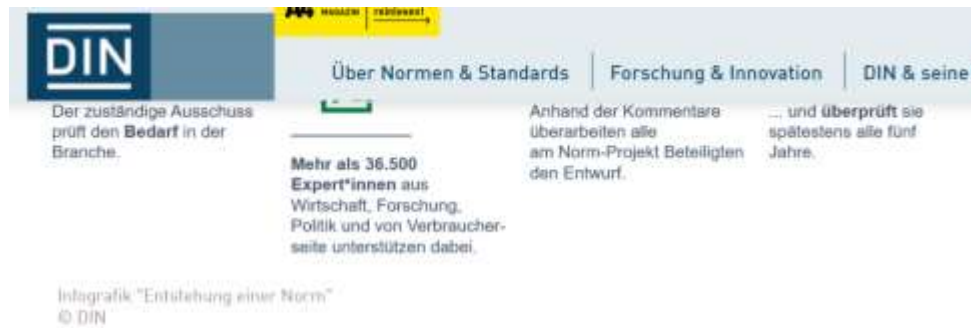 MAGAZIN
DIN
Über Normen & Standards
Forschung & Innovation
DIN & seine
Der zuständige Ausschuss
prüft den Bedarf in der
Branche.
Mehr als 36.500
Expert*innen aus
Wirtschaft, Forschung,
Politik und von Verbraucher-
seite unterstützen dabei.
Anhand der Kommentare
überarbeiten alle
am Norm-Projekt Beteiligten
den Entwurf.
... und überprüft sie
spätestens alle fünf
Jahre.
Infografik "Entstehung einer Norm"
© DIN